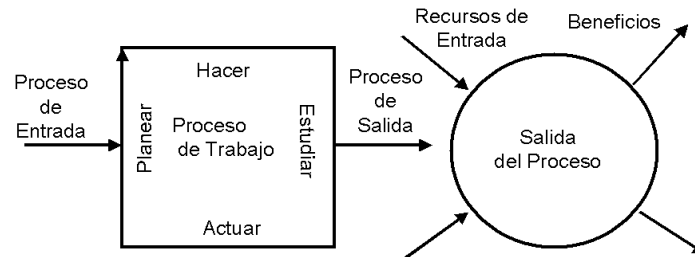 Proceso
de
Entrada
Hacer
Planear
Proceso
de Trabajo
Estudiar
Actuar
Proceso
de
Salida
Recursos de
Entrada
Beneficios
Salida
del Proceso